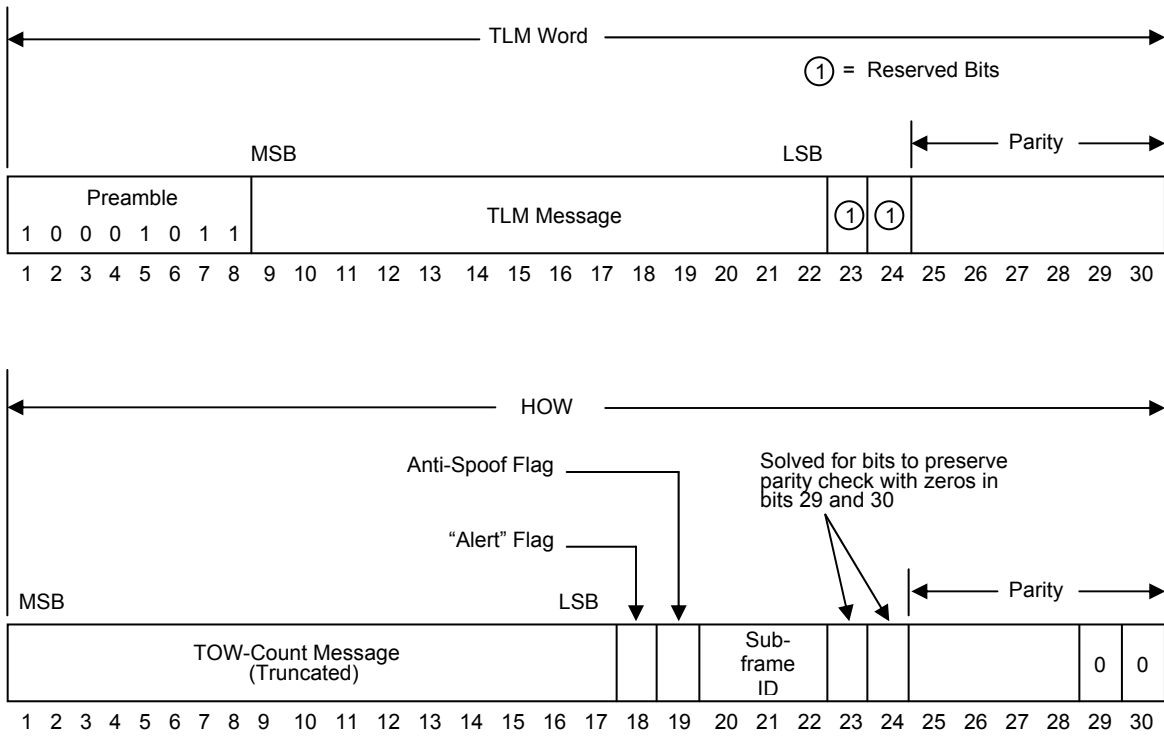 TLM Word
① = Reserved Bits
Parity
MSB
LSB
Preamble
1 0 0 0 1 0 1 1
TLM Message
① ①
1 2 3 4 5 6 7 8 9 10 11 12 13 14 15 16 17 18 19 20 21 22 23 24 25 26 27 28 29 30
HOW
Anti-Spoof Flag
Solved for bits to preserve
parity check with zeros in
bits 29 and 30
“Alert” Flag
Parity
MSB
LSB
TOW-Count Message
(Truncated)
Sub-
frame
ID
0 0
1 2 3 4 5 6 7 8 9 10 11 12 13 14 15 16 17 18 19 20 21 22 23 24 25 26 27 28 29 30